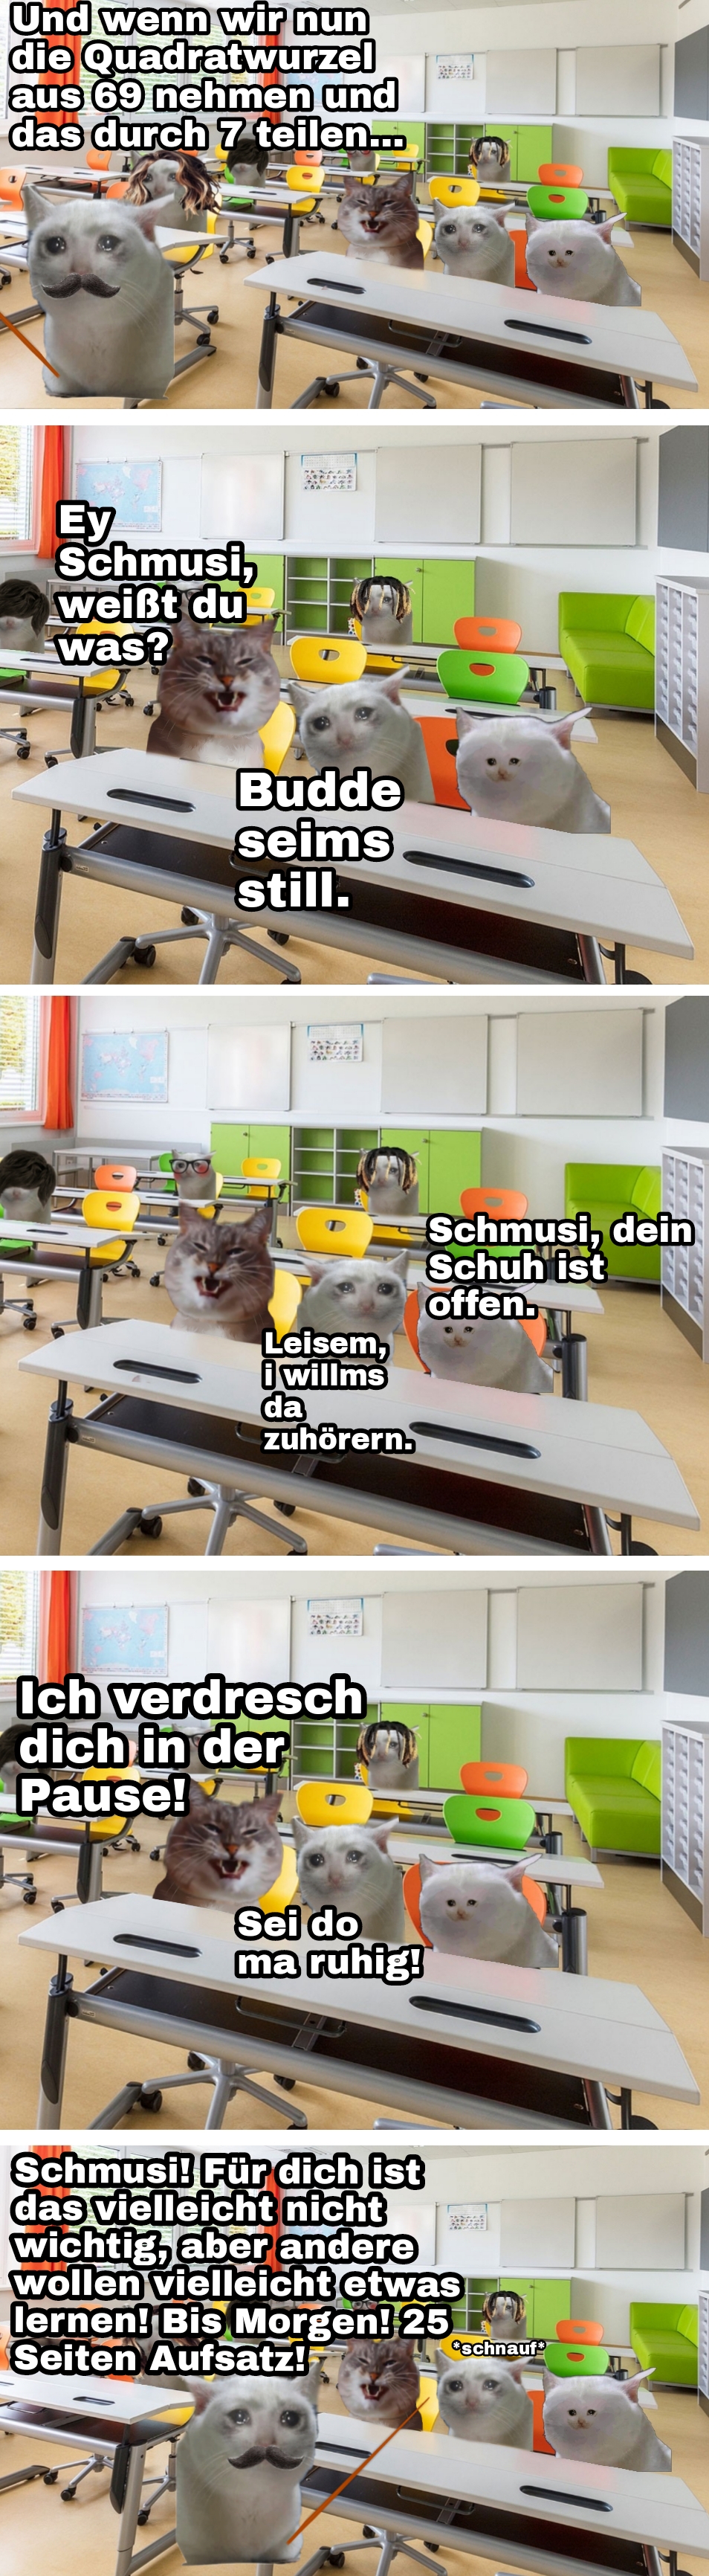 Und wenn wir nun
die Quadratwurzel
aus 69 nehmen und
das durch 7 teilen...
Ey
Schmusi,
weißt du
was?
Budde
seims
still.
Schmusi, dein
Schuh ist
offen.
Leisem,
i willms
da
zuhörern.
Ich verdresch
dich in der
Pause!
Sei do
ma ruhig!
Schmusi! Für dich ist
das vielleicht nicht
wichtig, aber andere
wollen vielleicht etwas
lernen! Bis Morgen! 25
Seiten Aufsatz!
*schnauf*